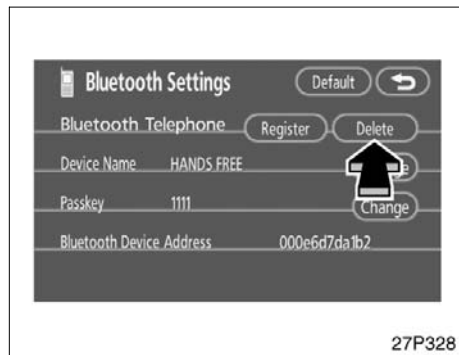 Bluetooth Settings Default
Bluetooth Telephone Register Delete
Device Name HANDS FREE
Passkey 1111 Change
Bluetooth Device Address 000e6d7da1b2
27P328